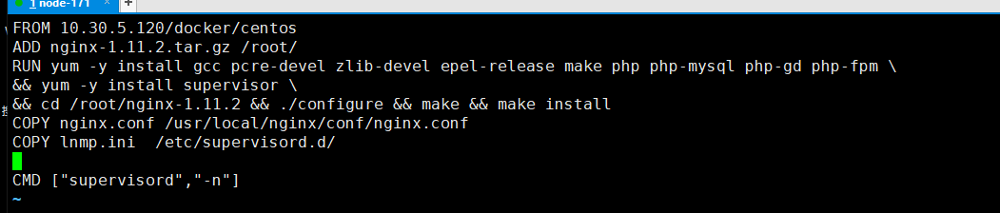 1 node-171 × +
FROM 10.30.5.120/docker/centos
ADD nginx-1.11.2.tar.gz /root/
RUN yum -y install gcc pcre-devel zlib-devel epel-release make php php-mysql php-gd php-fpm \
&& yum -y install supervisor \
&& cd /root/nginx-1.11.2 && ./configure && make && make install
COPY nginx.conf /usr/local/nginx/conf/nginx.conf
COPY lnmp.ini  /etc/supervisord.d/
CMD ["supervisord","-n"]
~